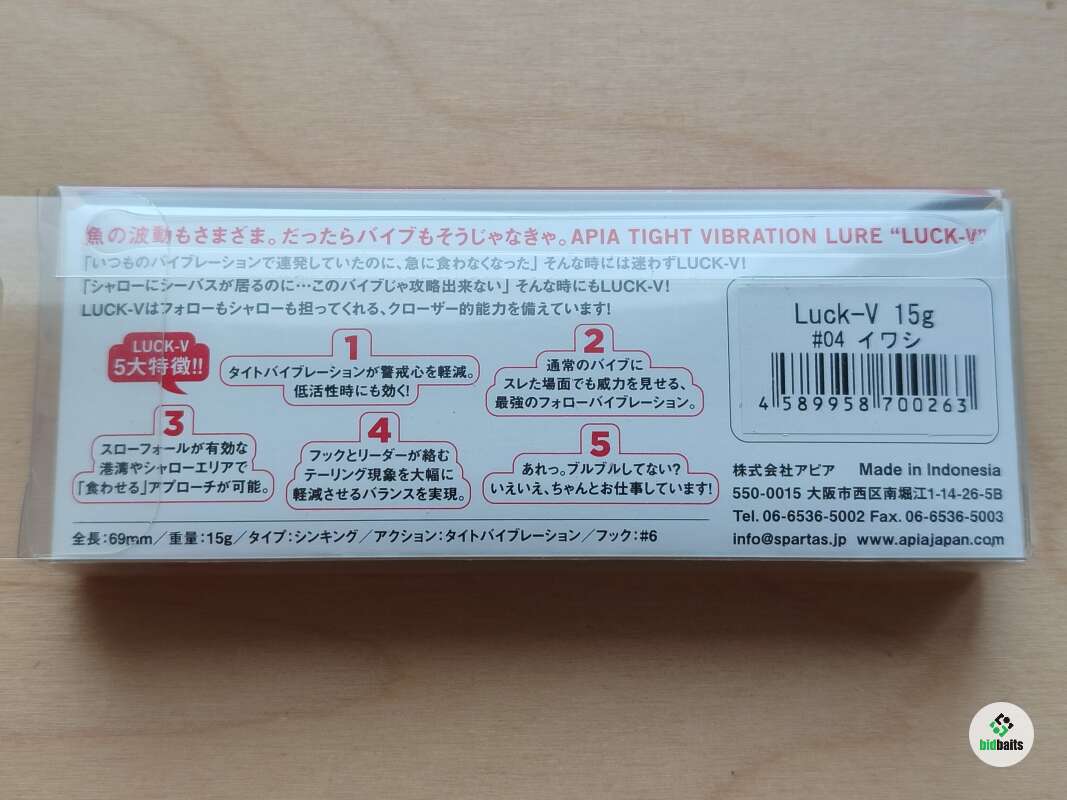 魚の波動もさまざま。だったらバイブもそうじゃなきゃ。APIA TIGHT VIBRATION LURE “LUCK-V”
「いつものバイブレーションで連発していたのに、急に食わなくなった」そんな時には迷わずLUCK-V!
「シャローにシーバスが居るのに…このバイブじゃ攻略出来ない」そんな時にもLUCK-V!
LUCK-Vはフォローもシャローも担ってくれる、クローザー的能力を備えています!
LUCK-V
5大特徴!!
1
タイトバイブレーションが警戒心を軽減。
低活性時にも効く!
2
通常のバイブに
スレた場面でも威力を見せる、
最強のフォローバイブレーション。
3
スローフォールが有効な
港湾やシャローエリアで
「食わせる」アプローチが可能。
4
フックとリーダーが絡む
テーリング現象を大幅に
軽減させるバランスを実現。
5
あれっ。ブルブルしてない?
いえいえ、ちゃんとお仕事しています!
全長:69mm/重量:15g/タイプ:シンキング/アクション:タイトバイブレーション/フック:#6
Luck-V 15g
#04 イワシ
4 589958 700263
株式会社アピア Made in Indonesia
550-0015 大阪市西区南堀江1-14-26-5B
Tel. 06-6536-5002 Fax. 06-6536-5003
info@spartas.jp www.apiajapan.com
bidbaits